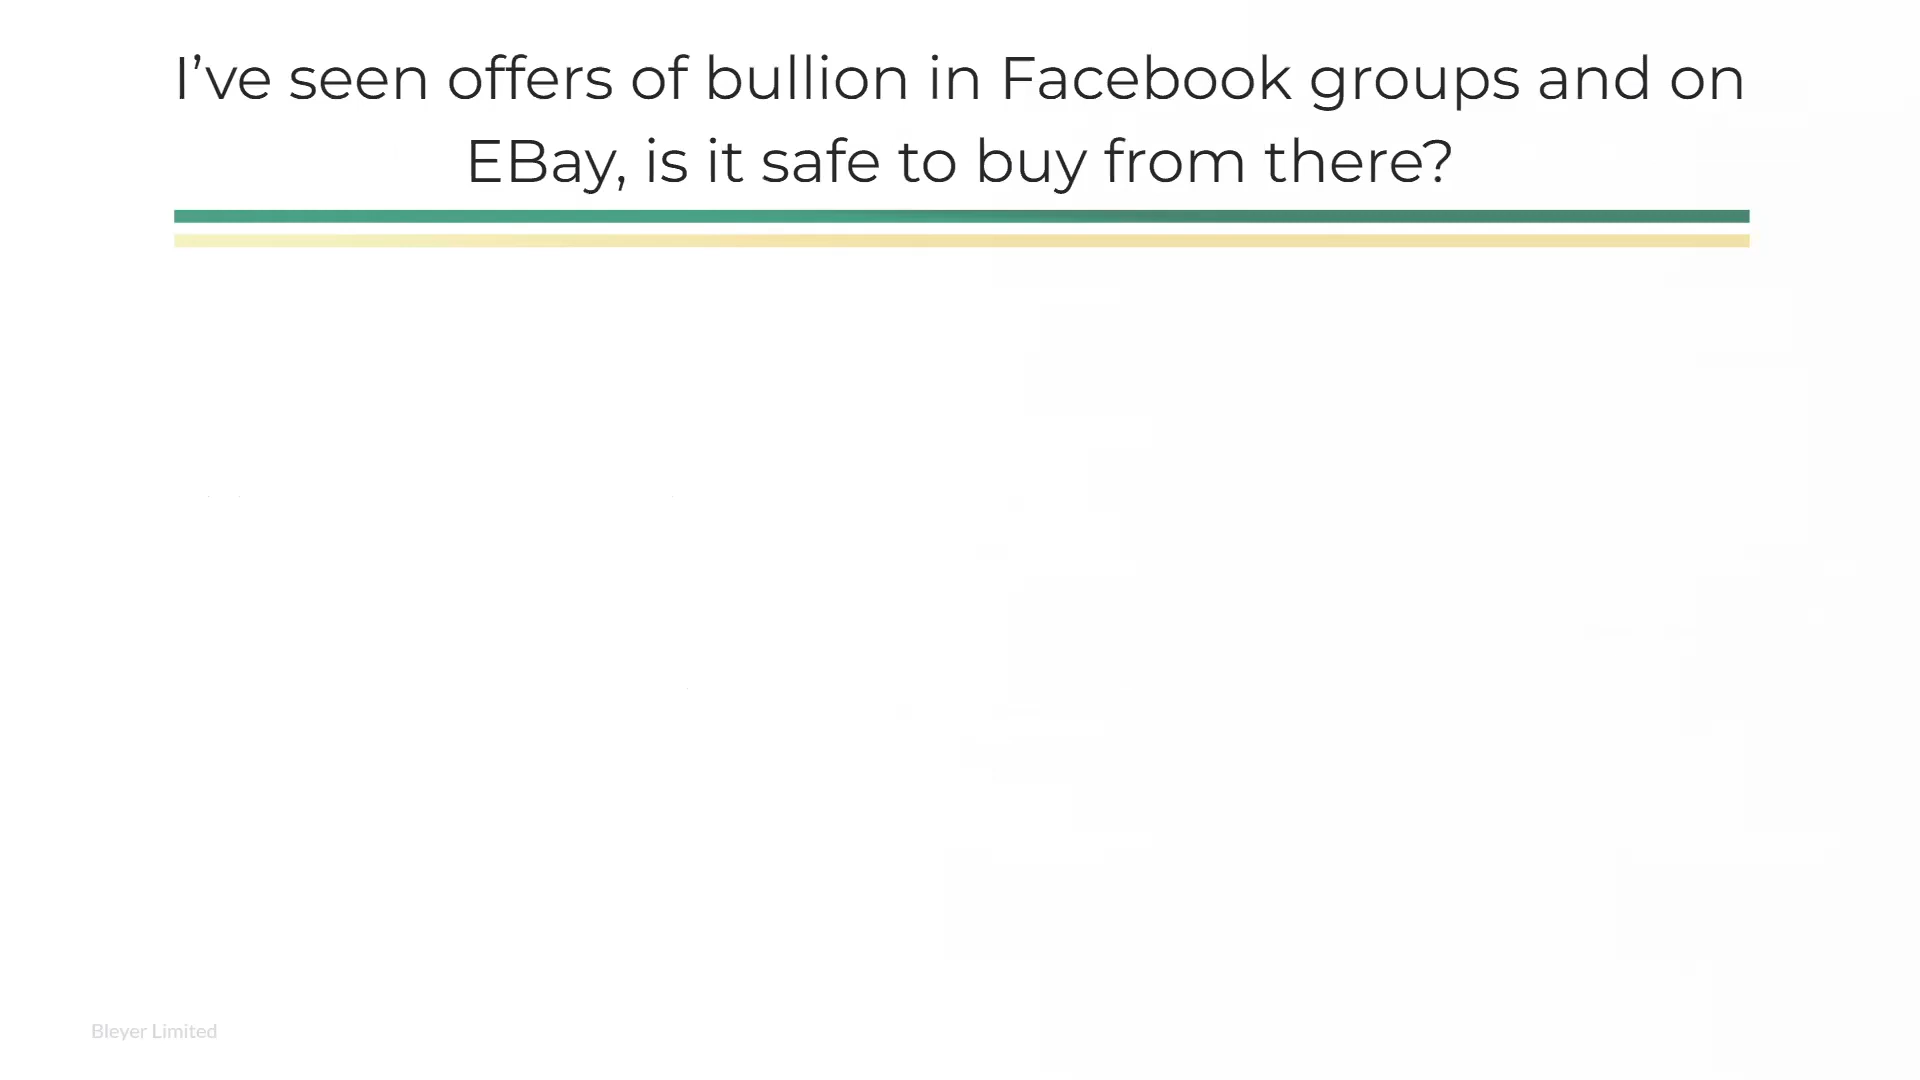 I’ve seen offers of bullion in Facebook groups and on
EBay, is it safe to buy from there?
Bleyer Limited